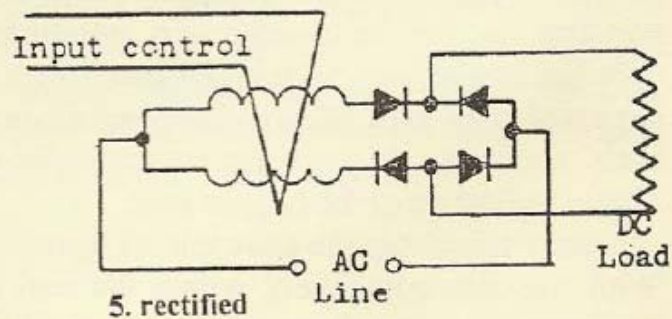 Input control
DC
Load
AC
Line
5. rectified